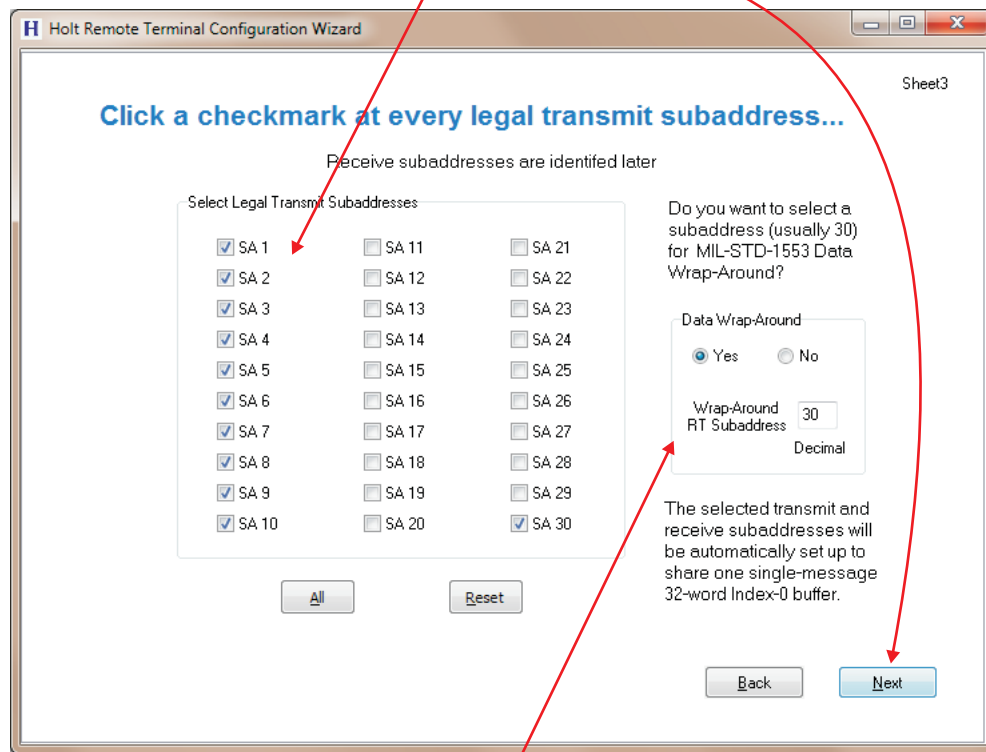 H Holt Remote Terminal Configuration Wizard
Sheet3
Click a checkmark at every legal transmit subaddress...
Receive subaddresses are identifed later
Select Legal Transmit Subaddresses
SA 1
SA 2
SA 3
SA 4
SA 5
SA 6
SA 7
SA 8
SA 9
SA 10
SA 11
SA 12
SA 13
SA 14
SA 15
SA 16
SA 17
SA 18
SA 19
SA 20
SA 21
SA 22
SA 23
SA 24
SA 25
SA 26
SA 27
SA 28
SA 29
SA 30
All
Reset
Do you want to select a
subaddress (usually 30)
for MIL-STD-1553 Data
Wrap-Around?
Data Wrap-Around
Yes No
Wrap-Around
RT Subaddress
30
Decimal
The selected transmit and
receive subaddresses will
be automatically set up to
share one single-message
32-word Index-0 buffer.
Back
Next